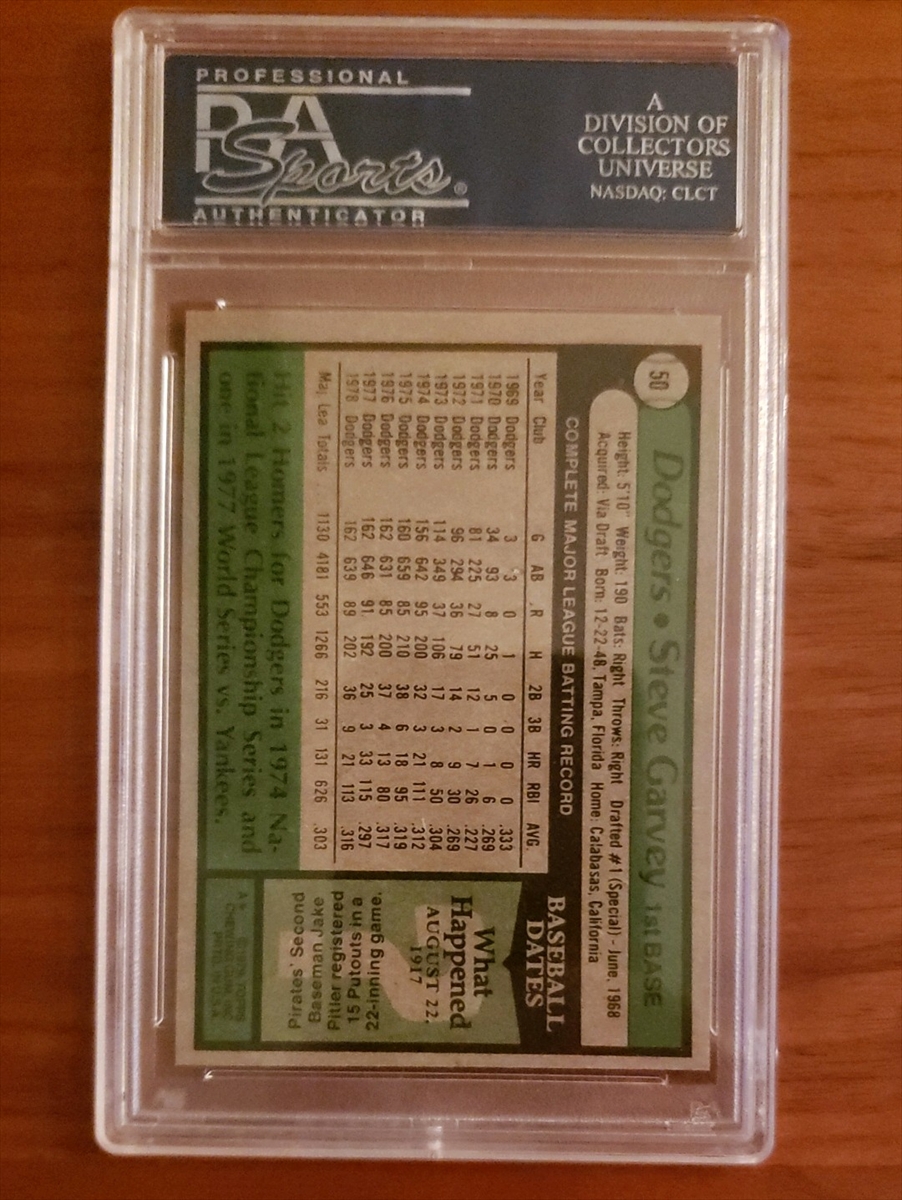 PROFESSIONAL
PSA
Sports®
AUTHENTICATOR
A
DIVISION OF
COLLECTORS
UNIVERSE
NASDAQ: CLCT
50
Dodgers • Steve Garvey 1st BASE
Height: 5'10" Weight: 190 Bats: Right Throws: Right Drafted #1 (Special) - June, 1968
Acquired: Via Draft Born: 12-22-48, Tampa, Florida Home: Calabasas, California
COMPLETE MAJOR LEAGUE BATTING RECORD
Year Club G AB R H 2B 3B HR RBI AVG.
1969 Dodgers 3 3 0 1 0 0 0 0 .333
1970 Dodgers 34 93 8 25 5 0 1 6 .269
1971 Dodgers 81 225 27 51 12 1 7 26 .227
1972 Dodgers 96 294 36 79 14 2 9 30 .269
1973 Dodgers 114 349 37 106 17 3 8 50 .304
1974 Dodgers 156 642 95 200 32 3 21 111 .312
1975 Dodgers 160 659 85 210 38 6 18 95 .319
1976 Dodgers 162 631 85 200 37 4 13 80 .317
1977 Dodgers 162 646 91 192 25 3 33 115 .297
1978 Dodgers 162 639 89 202 36 9 21 113 .316
Maj. Lea. Totals 1130 4181 553 1266 216 31 131 626 .303
Hit 2 Homers for Dodgers in 1974 Na-
tional League Championship Series and
one in 1977 World Series vs. Yankees.
BASEBALL
DATES
What
Happened
AUGUST 22,
1917
Pirates' Second
Baseman Jake
Pitler registered
15 Putouts in a
22-inning game.
© 1979 TOPPS
CHEWING GUM, INC.
PRTD. IN U.S.A.